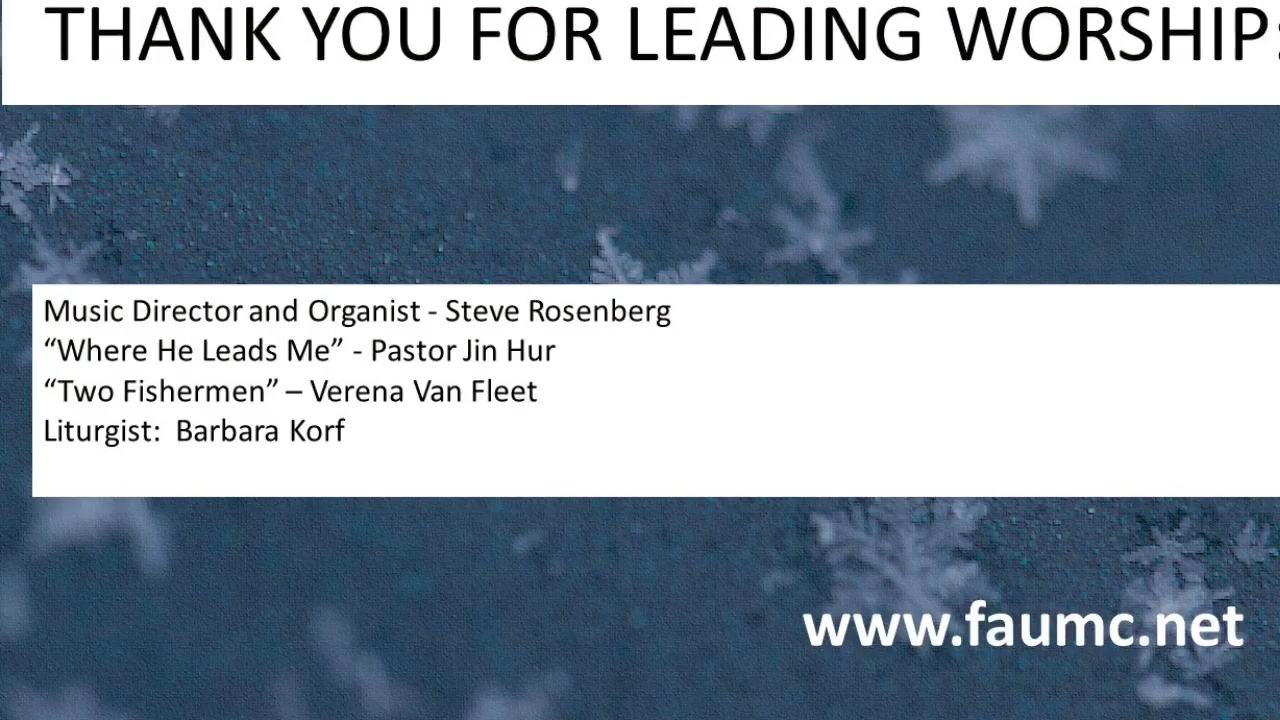 THANK YOU FOR LEADING WORSHIP:
Music Director and Organist - Steve Rosenberg
“Where He Leads Me” - Pastor Jin Hur
“Two Fishermen” – Verena Van Fleet
Liturgist:  Barbara Korf
www.faumc.net